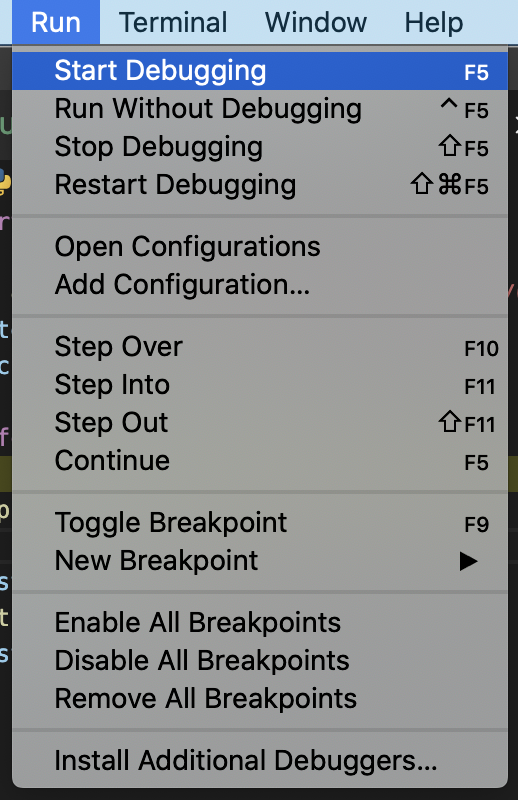 Run Terminal Window Help
Start Debugging F5
Run Without Debugging ^ F5
Stop Debugging ⇧F5
Restart Debugging ⇧⌘F5
Open Configurations
Add Configuration...
Step Over F10
Step Into F11
Step Out ⇧F11
Continue F5
Toggle Breakpoint F9
New Breakpoint ▶
Enable All Breakpoints
Disable All Breakpoints
Remove All Breakpoints
Install Additional Debuggers...